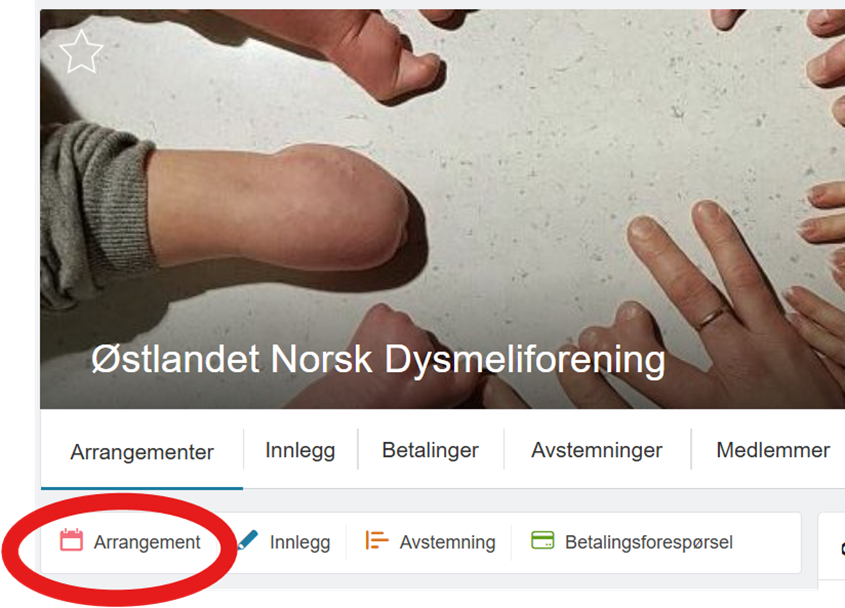 Østlandet Norsk Dysmeliforening
Arrangementer Innlegg Betalinger Avstemninger Medlemmer
Arrangement Innlegg Avstemning Betalingsforespørsel